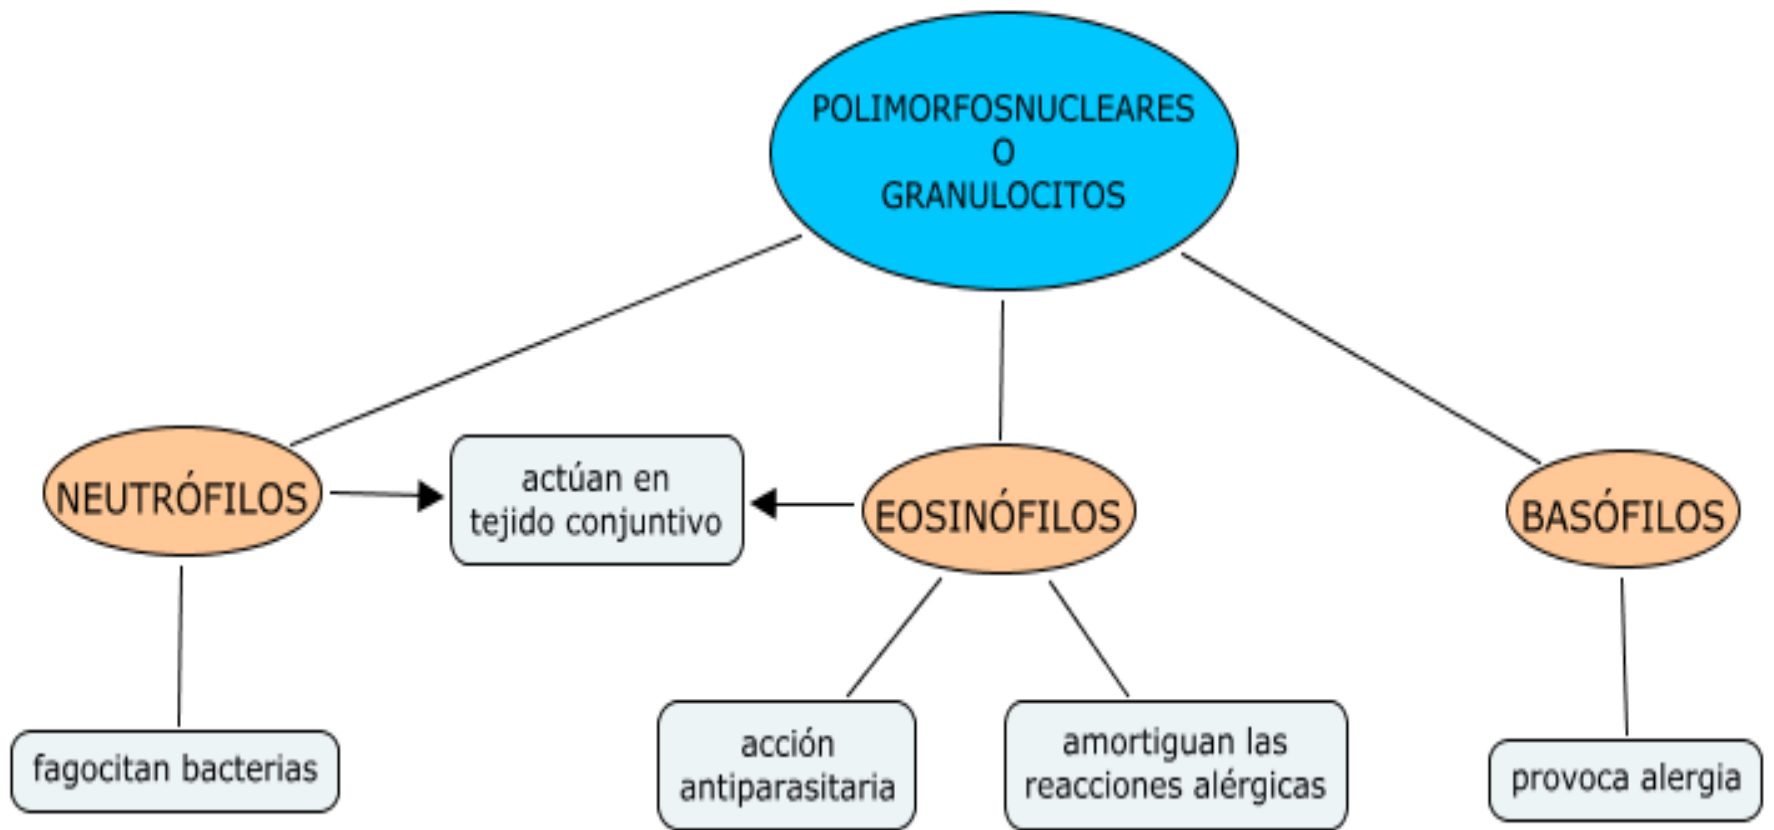 POLIMORFOSNUCLEARES
O
GRANULOCITOS
NEUTRÓFILOS
actúan en
tejido conjuntivo
EOSINÓFILOS
BASÓFILOS
fagocitan bacterias
acción
antiparasitaria
amortiguan las
reacciones alérgicas
provoca alergia